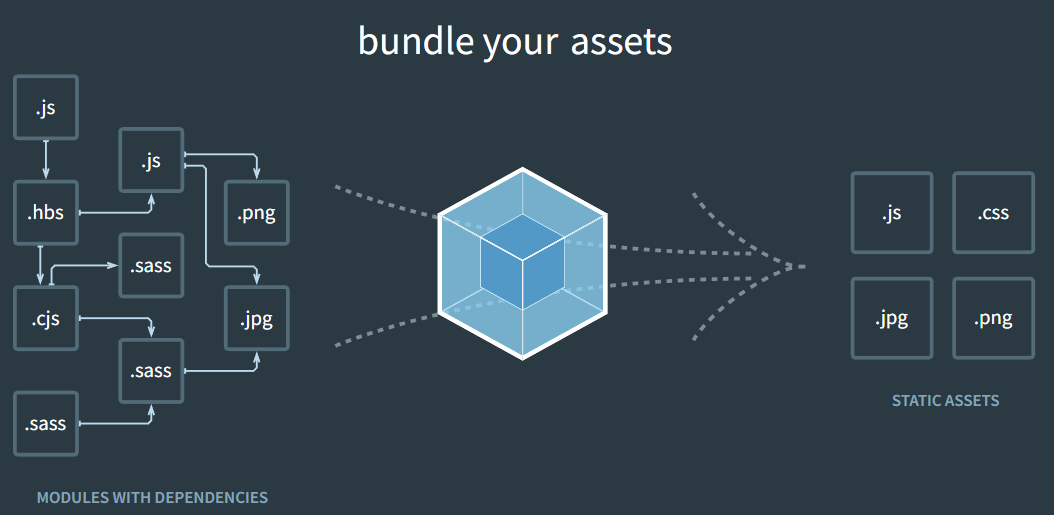 bundle your assets
.js
.js
.hbs
.png
.sass
.cjs
.jpg
.sass
.sass
MODULES WITH DEPENDENCIES
.js
.css
.jpg
.png
STATIC ASSETS